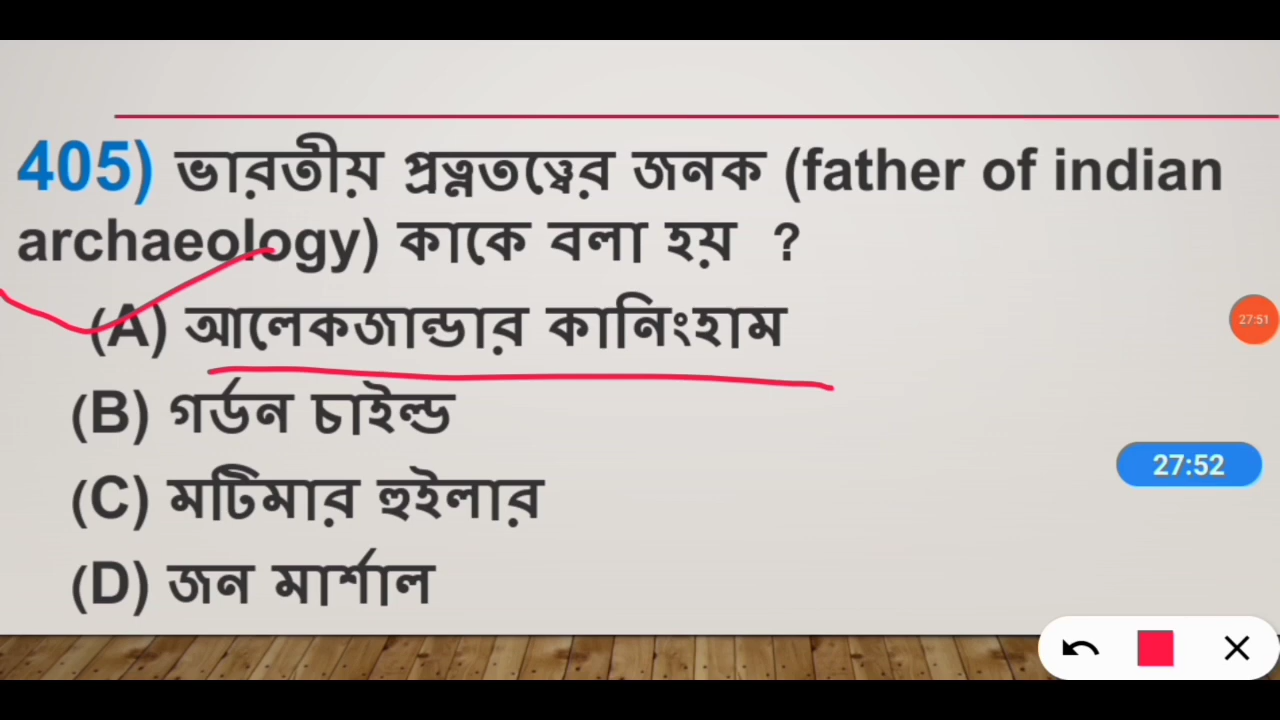 405) ভারতীয় প্রত্নতত্ত্বের জনক (father of indian
archaeology) কাকে বলা হয় ?
(A) আলেকজান্ডার কানিংহাম
(B) গর্ডন চাইল্ড
(C) মটিমার হুইলার
(D) জন মার্শাল
27:51
27:52